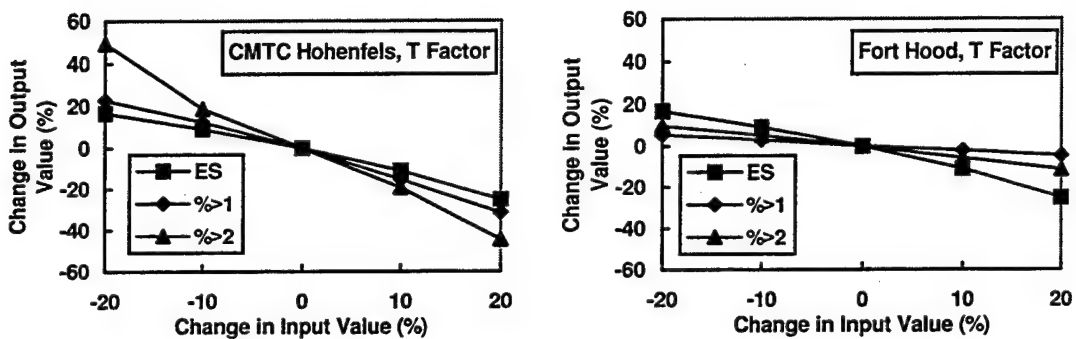 CMTC Hohenfels, T Factor
Change in Output
Value (%)
60
40
20
0
-20
-40
-60
ES
%>1
%>2
-20
-10
0
10
20
Change in Input Value (%)
Fort Hood, T Factor
Change in Output
Value (%)
60
40
20
0
-20
-40
-60
ES
%>1
%>2
-20
-10
0
10
20
Change in Input Value (%)